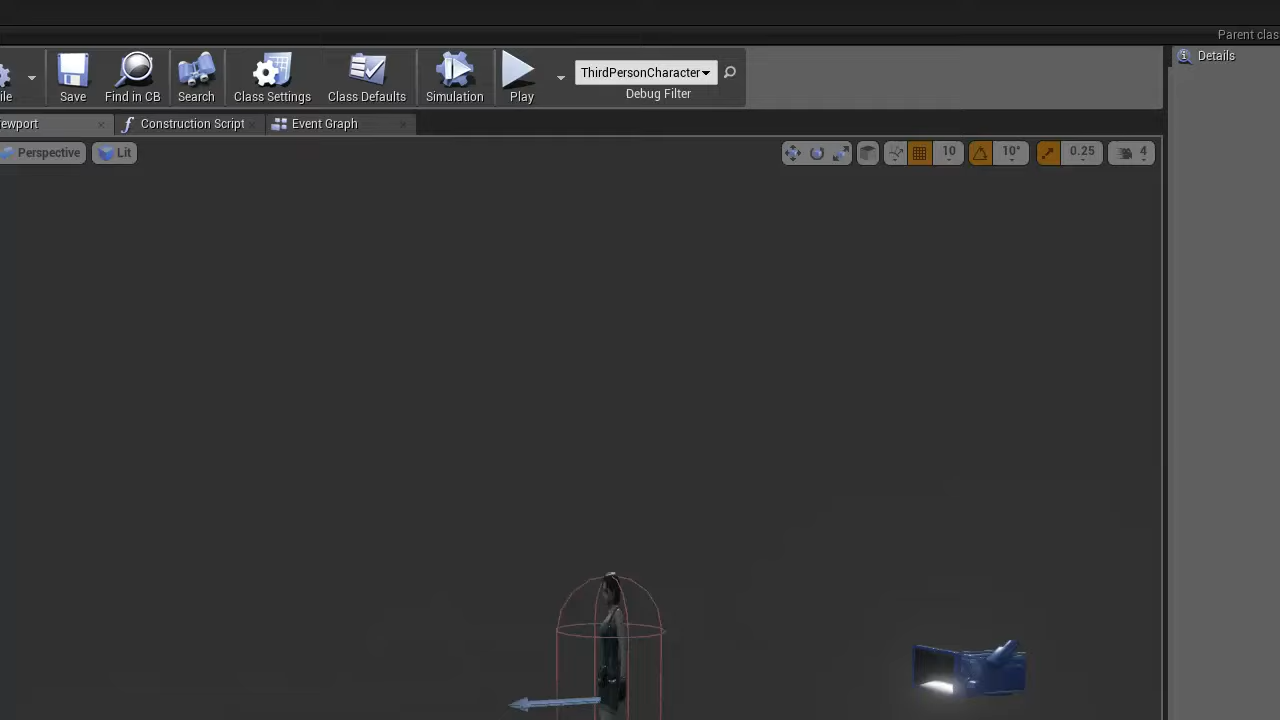 Parent clas
ile
Save
Find in CB
Search
Class Settings
Class Defaults
Simulation
Play
ThirdPersonCharacter
Debug Filter
Details
ewport
Construction Script
Event Graph
Perspective
Lit
10
10°
0.25
4